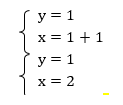 y = 1
x = 1 + 1
y = 1
x = 2